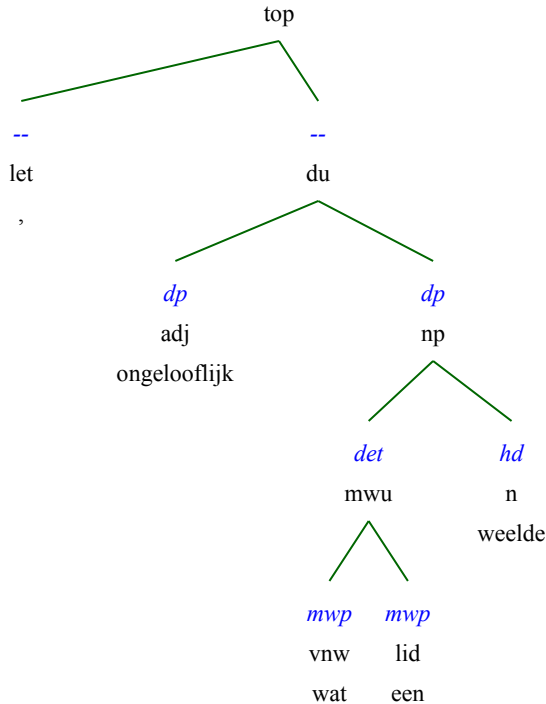 top
-- --
let du
,
dp dp
adj np
ongelooflijk
det hd
mwu n
weelde
mwp mwp
vnw lid
wat een